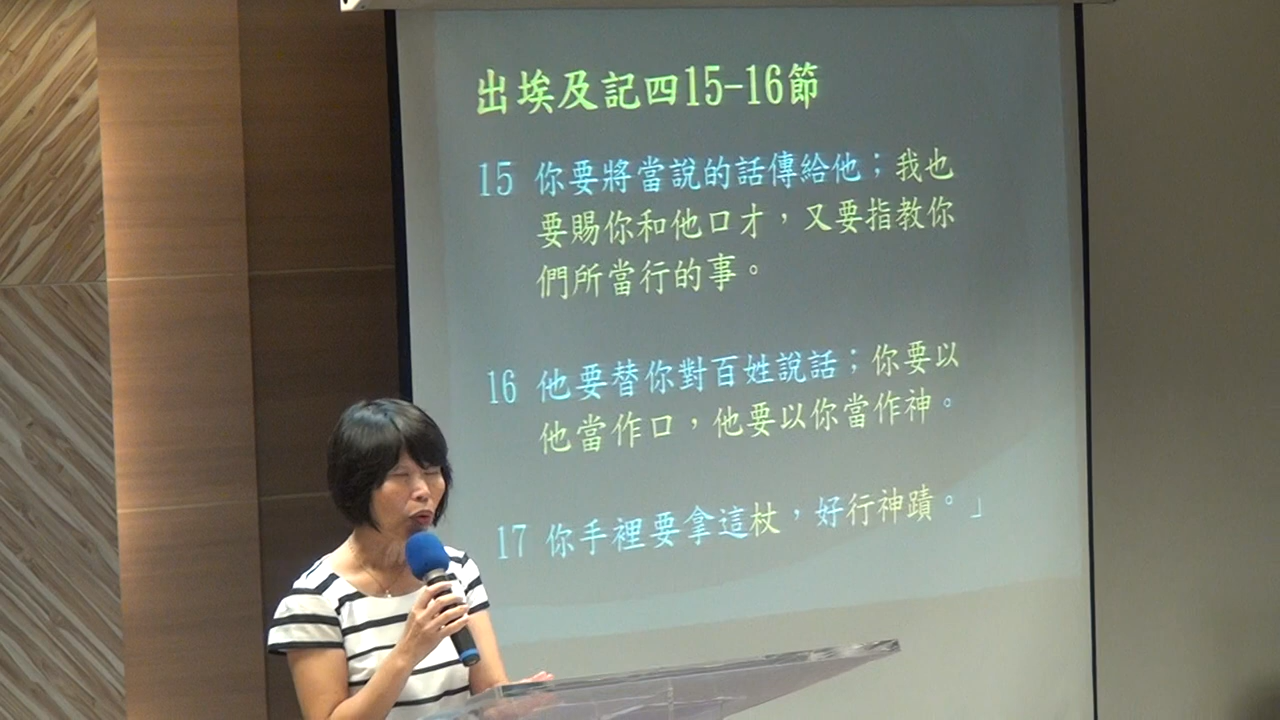 出埃及記四15-16節
15 你要將當說的話傳給他；我也
要賜你和他口才，又要指教你
們所當行的事。
16 他要替你對百姓說話；你要以
他當作口，他要以你當作神。
17 你手裡要拿這杖，好行神蹟。」